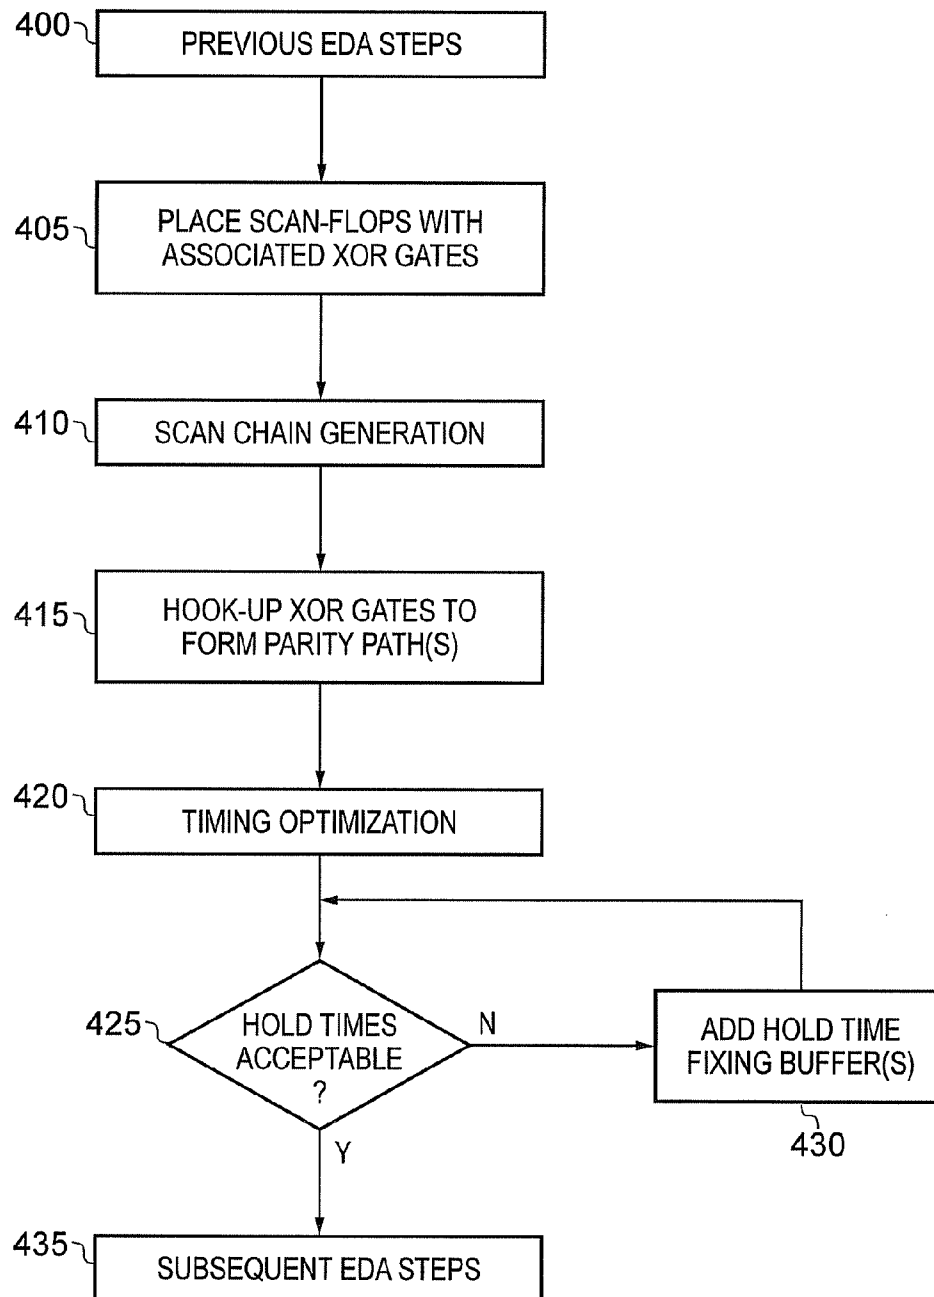 400
PREVIOUS EDA STEPS
405
PLACE SCAN-FLOPS WITH
ASSOCIATED XOR GATES
410
SCAN CHAIN GENERATION
415
HOOK-UP XOR GATES TO
FORM PARITY PATH(S)
420
TIMING OPTIMIZATION
425
HOLD TIMES
ACCEPTABLE
?
N
ADD HOLD TIME
FIXING BUFFER(S)
430
Y
435
SUBSEQUENT EDA STEPS